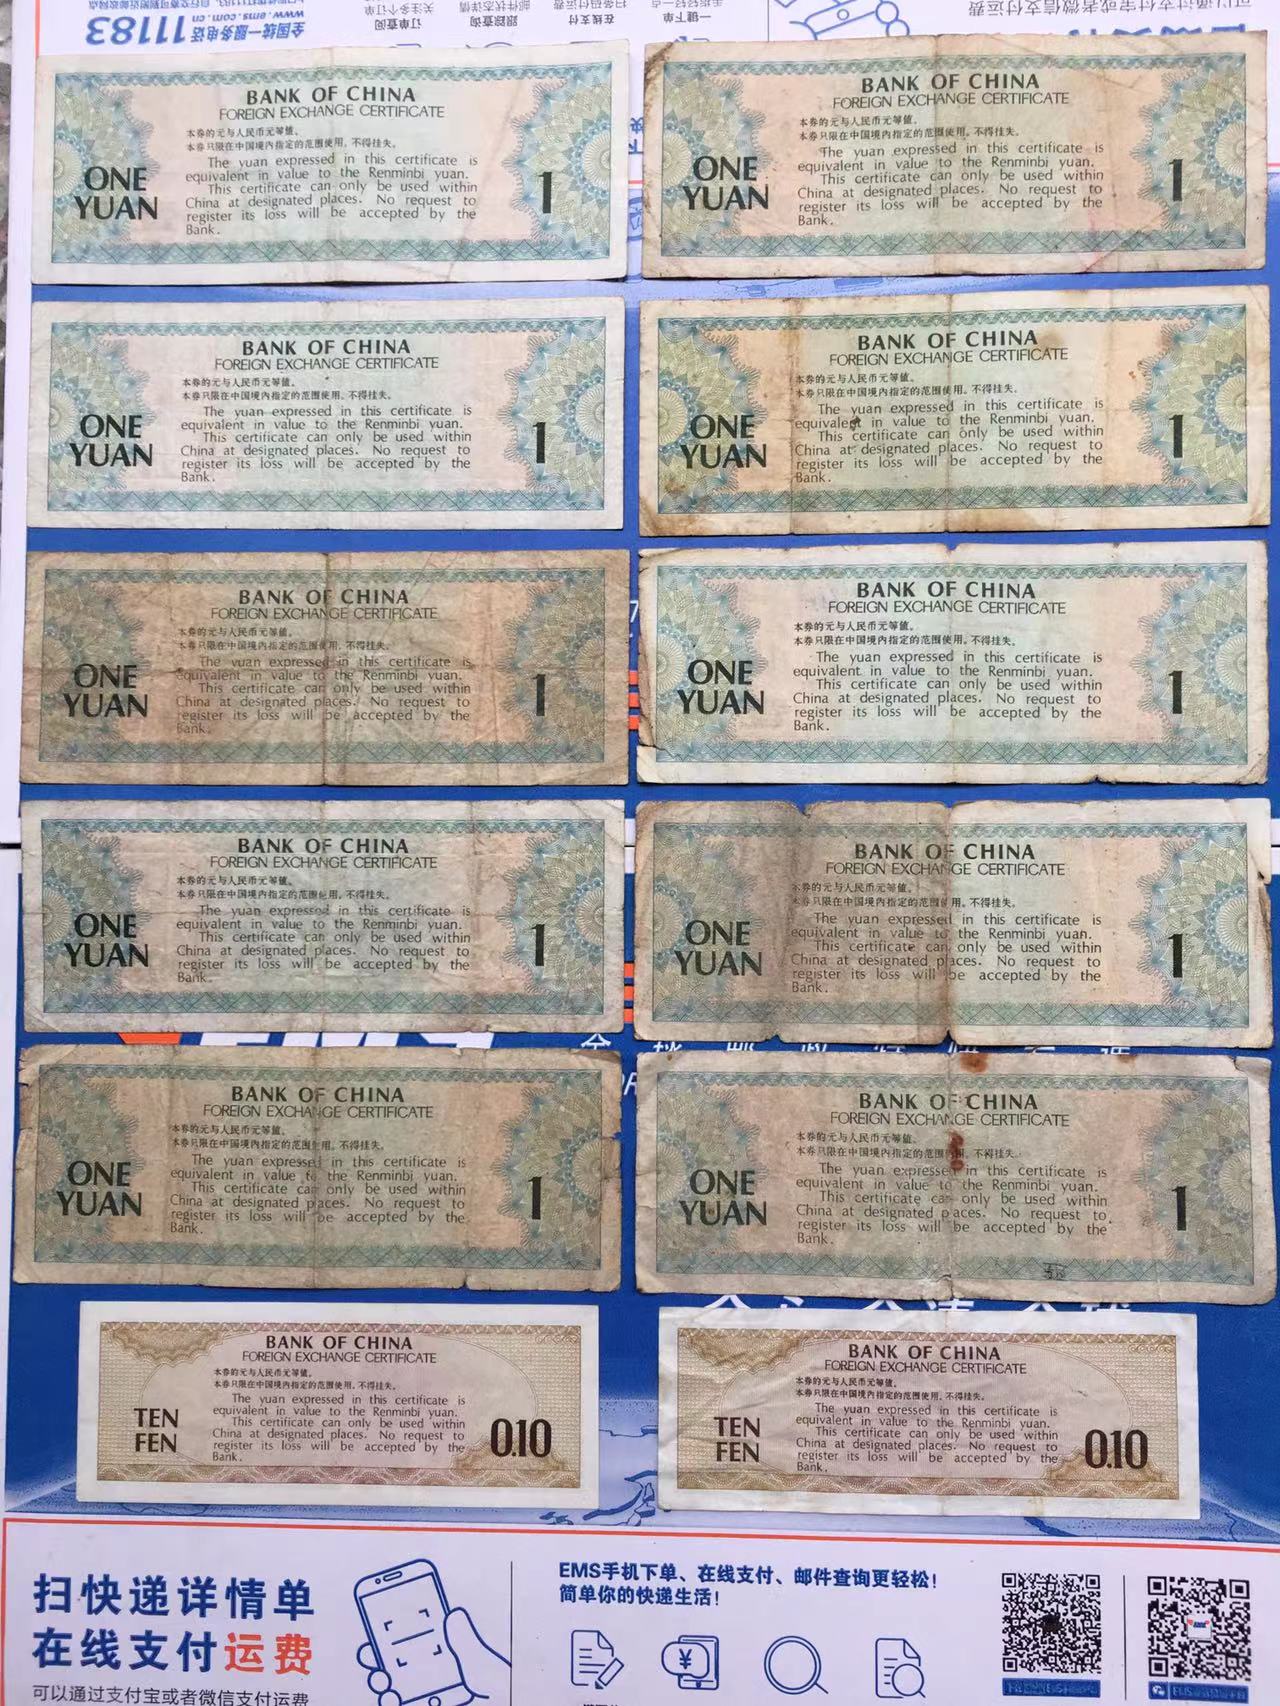 全国统一服务电话 11183
www.ems.com.cn
订单查询
跟踪查询
在线支付
一键下单
关注多个订单
邮件状态详情
BANK OF CHINA
FOREIGN EXCHANGE CERTIFICATE
本券的元与人民币元等值。
本券只限在中国境内指定的范围使用，不得挂失。
The yuan expressed in this certificate is
equivalent in value to the Renminbi yuan.
This certificate can only be used within
China at designated places. No request to
register its loss will be accepted by the
Bank.
ONE
YUAN
1
BANK OF CHINA
FOREIGN EXCHANGE CERTIFICATE
本券的元与人民币元等值。
本券只限在中国境内指定的范围使用，不得挂失。
The yuan expressed in this certificate is
equivalent in value to the Renminbi yuan.
This certificate can only be used within
China at designated places. No request to
register its loss will be accepted by the
Bank.
ONE
YUAN
1
BANK OF CHINA
FOREIGN EXCHANGE CERTIFICATE
本券的元与人民币元等值。
本券只限在中国境内指定的范围使用，不得挂失。
The yuan expressed in this certificate is
equivalent in value to the Renminbi yuan.
This certificate can only be used within
China at designated places. No request to
register its loss will be accepted by the
Bank.
ONE
YUAN
1
BANK OF CHINA
FOREIGN EXCHANGE CERTIFICATE
本券的元与人民币元等值。
本券只限在中国境内指定的范围使用，不得挂失。
The yuan expressed in this certificate is
equivalent in value to the Renminbi yuan.
This certificate can only be used within
China at designated places. No request to
register its loss will be accepted by the
Bank.
ONE
YUAN
1
BANK OF CHINA
FOREIGN EXCHANGE CERTIFICATE
本券的元与人民币元等值。
本券只限在中国境内指定的范围使用，不得挂失。
The yuan expressed in this certificate is
equivalent in value to the Renminbi yuan.
This certificate can only be used within
China at designated places. No request to
register its loss will be accepted by the
Bank.
ONE
YUAN
1
BANK OF CHINA
FOREIGN EXCHANGE CERTIFICATE
本券的元与人民币元等值。
本券只限在中国境内指定的范围使用，不得挂失。
The yuan expressed in this certificate is
equivalent in value to the Renminbi yuan.
This certificate can only be used within
China at designated places. No request to
register its loss will be accepted by the
Bank.
ONE
YUAN
1
BANK OF CHINA
FOREIGN EXCHANGE CERTIFICATE
本券的元与人民币元等值。
本券只限在中国境内指定的范围使用，不得挂失。
The yuan expressed in this certificate is
equivalent in value to the Renminbi yuan.
This certificate can only be used within
China at designated places. No request to
register its loss will be accepted by the
Bank.
ONE
YUAN
1
BANK OF CHINA
FOREIGN EXCHANGE CERTIFICATE
本券的元与人民币元等值。
本券只限在中国境内指定的范围使用，不得挂失。
The yuan expressed in this certificate is
equivalent in value to the Renminbi yuan.
This certificate can only be used within
China at designated places. No request to
register its loss will be accepted by the
Bank.
ONE
YUAN
1
BANK OF CHINA
FOREIGN EXCHANGE CERTIFICATE
本券的元与人民币元等值。
本券只限在中国境内指定的范围使用，不得挂失。
The yuan expressed in this certificate is
equivalent in value to the Renminbi yuan.
This certificate can only be used within
China at designated places. No request to
register its loss will be accepted by the
Bank.
ONE
YUAN
1
BANK OF CHINA
FOREIGN EXCHANGE CERTIFICATE
本券的元与人民币元等值。
本券只限在中国境内指定的范围使用，不得挂失。
The yuan expressed in this certificate is
equivalent in value to the Renminbi yuan.
This certificate can only be used within
China at designated places. No request to
register its loss will be accepted by the
Bank.
ONE
YUAN
1
BANK OF CHINA
FOREIGN EXCHANGE CERTIFICATE
本券的元与人民币元等值。
本券只限在中国境内指定的范围使用，不得挂失。
The yuan expressed in this certificate is
equivalent in value to the Renminbi yuan.
This certificate can only be used within
China at designated places. No request to
register its loss will be accepted by the
Bank.
TEN
FEN
0.10
BANK OF CHINA
FOREIGN EXCHANGE CERTIFICATE
本券的元与人民币元等值。
本券只限在中国境内指定的范围使用，不得挂失。
The yuan expressed in this certificate is
equivalent in value to the Renminbi yuan.
This certificate can only be used within
China at designated places. No request to
register its loss will be accepted by the
Bank.
TEN
FEN
0.10
扫快递详情单
在线支付运费
可以通过支付宝或者微信支付运费
EMS手机下单、在线支付、邮件查询更轻松！
简单你的快递生活！